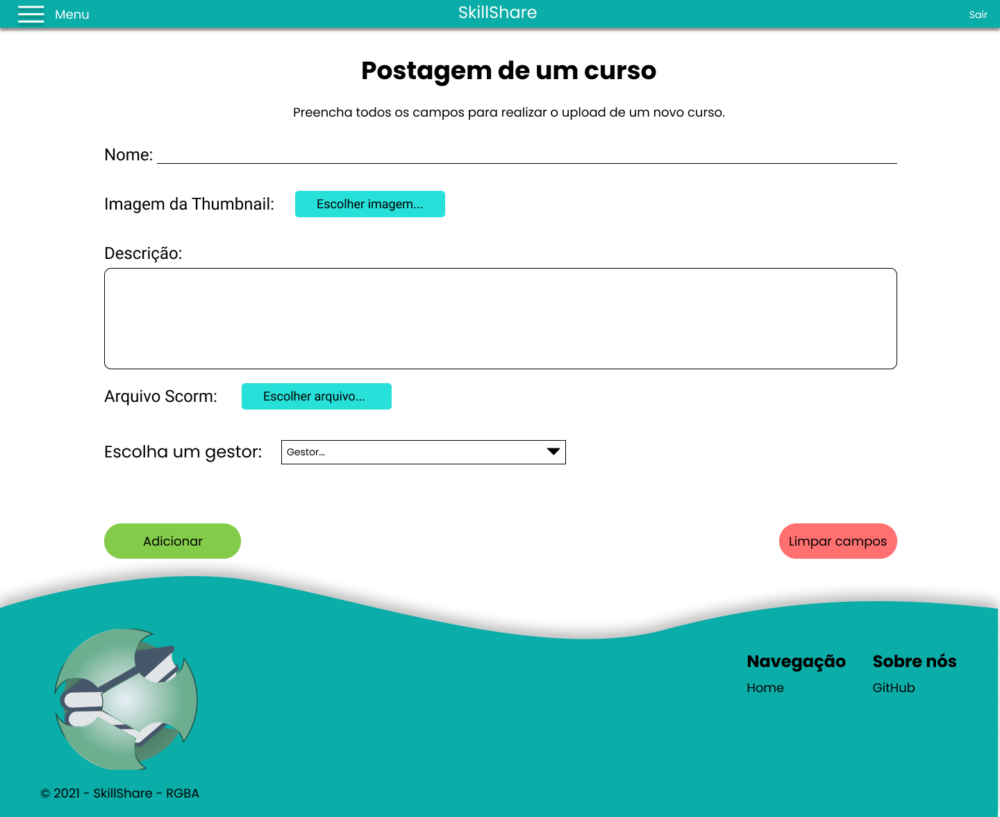 Menu
SkillShare
Sair
Postagem de um curso
Preencha todos os campos para realizar o upload de um novo curso.
Nome:
Imagem da Thumbnail:
Escolher imagem...
Descrição:
Arquivo Scorm:
Escolher arquivo...
Escolha um gestor:
Gestor...
Adicionar
Limpar campos
Navegação
Home
Sobre nós
GitHub
© 2021 - SkillShare - RGBA